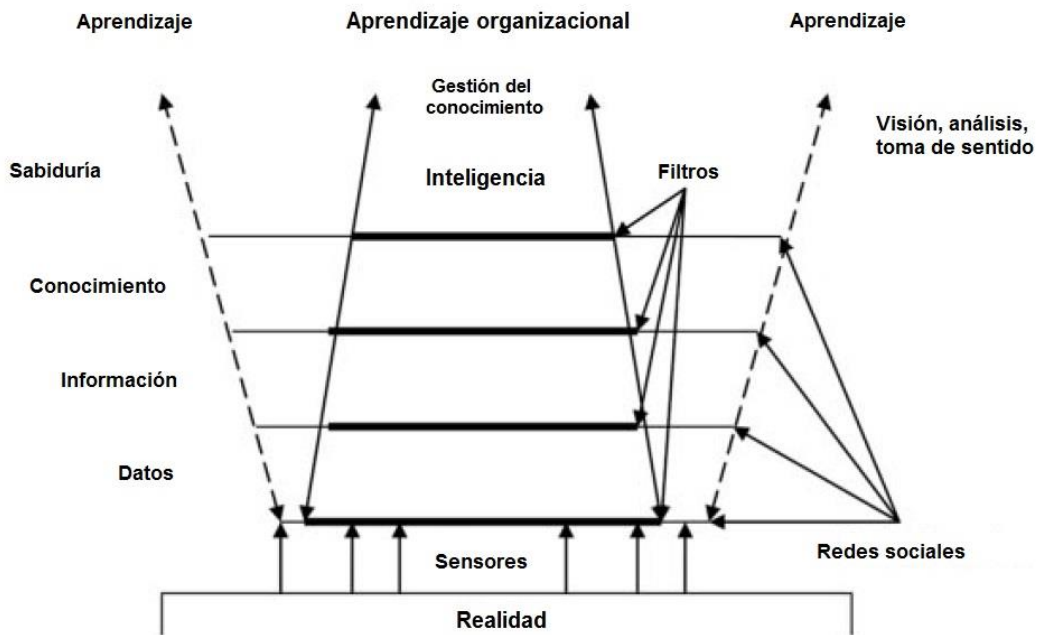 Aprendizaje
Aprendizaje organizacional
Aprendizaje
Gestión del
conocimiento
Visión, análisis,
toma de sentido
Sabiduría
Inteligencia
Filtros
Conocimiento
Información
Datos
Sensores
Redes sociales
Realidad